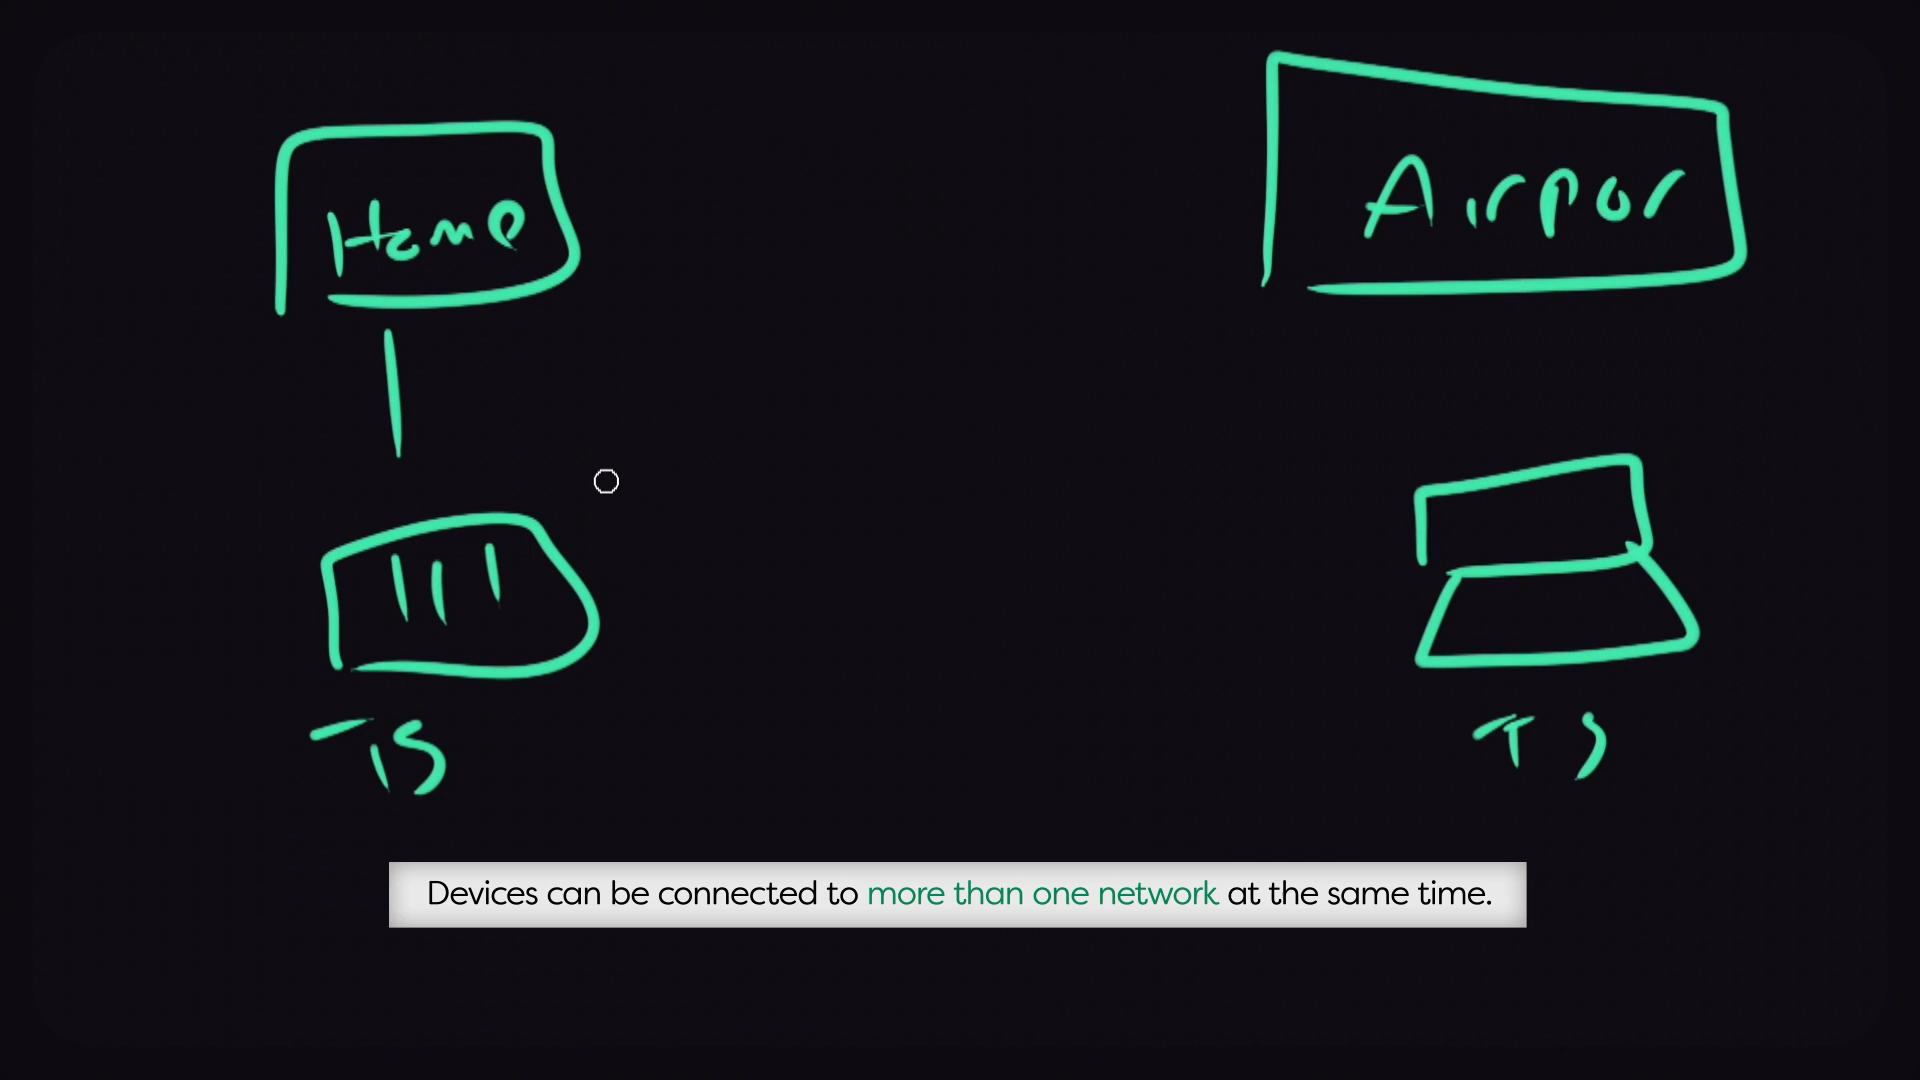 Home
Airpor
TS
TS
Devices can be connected to more than one network at the same time.